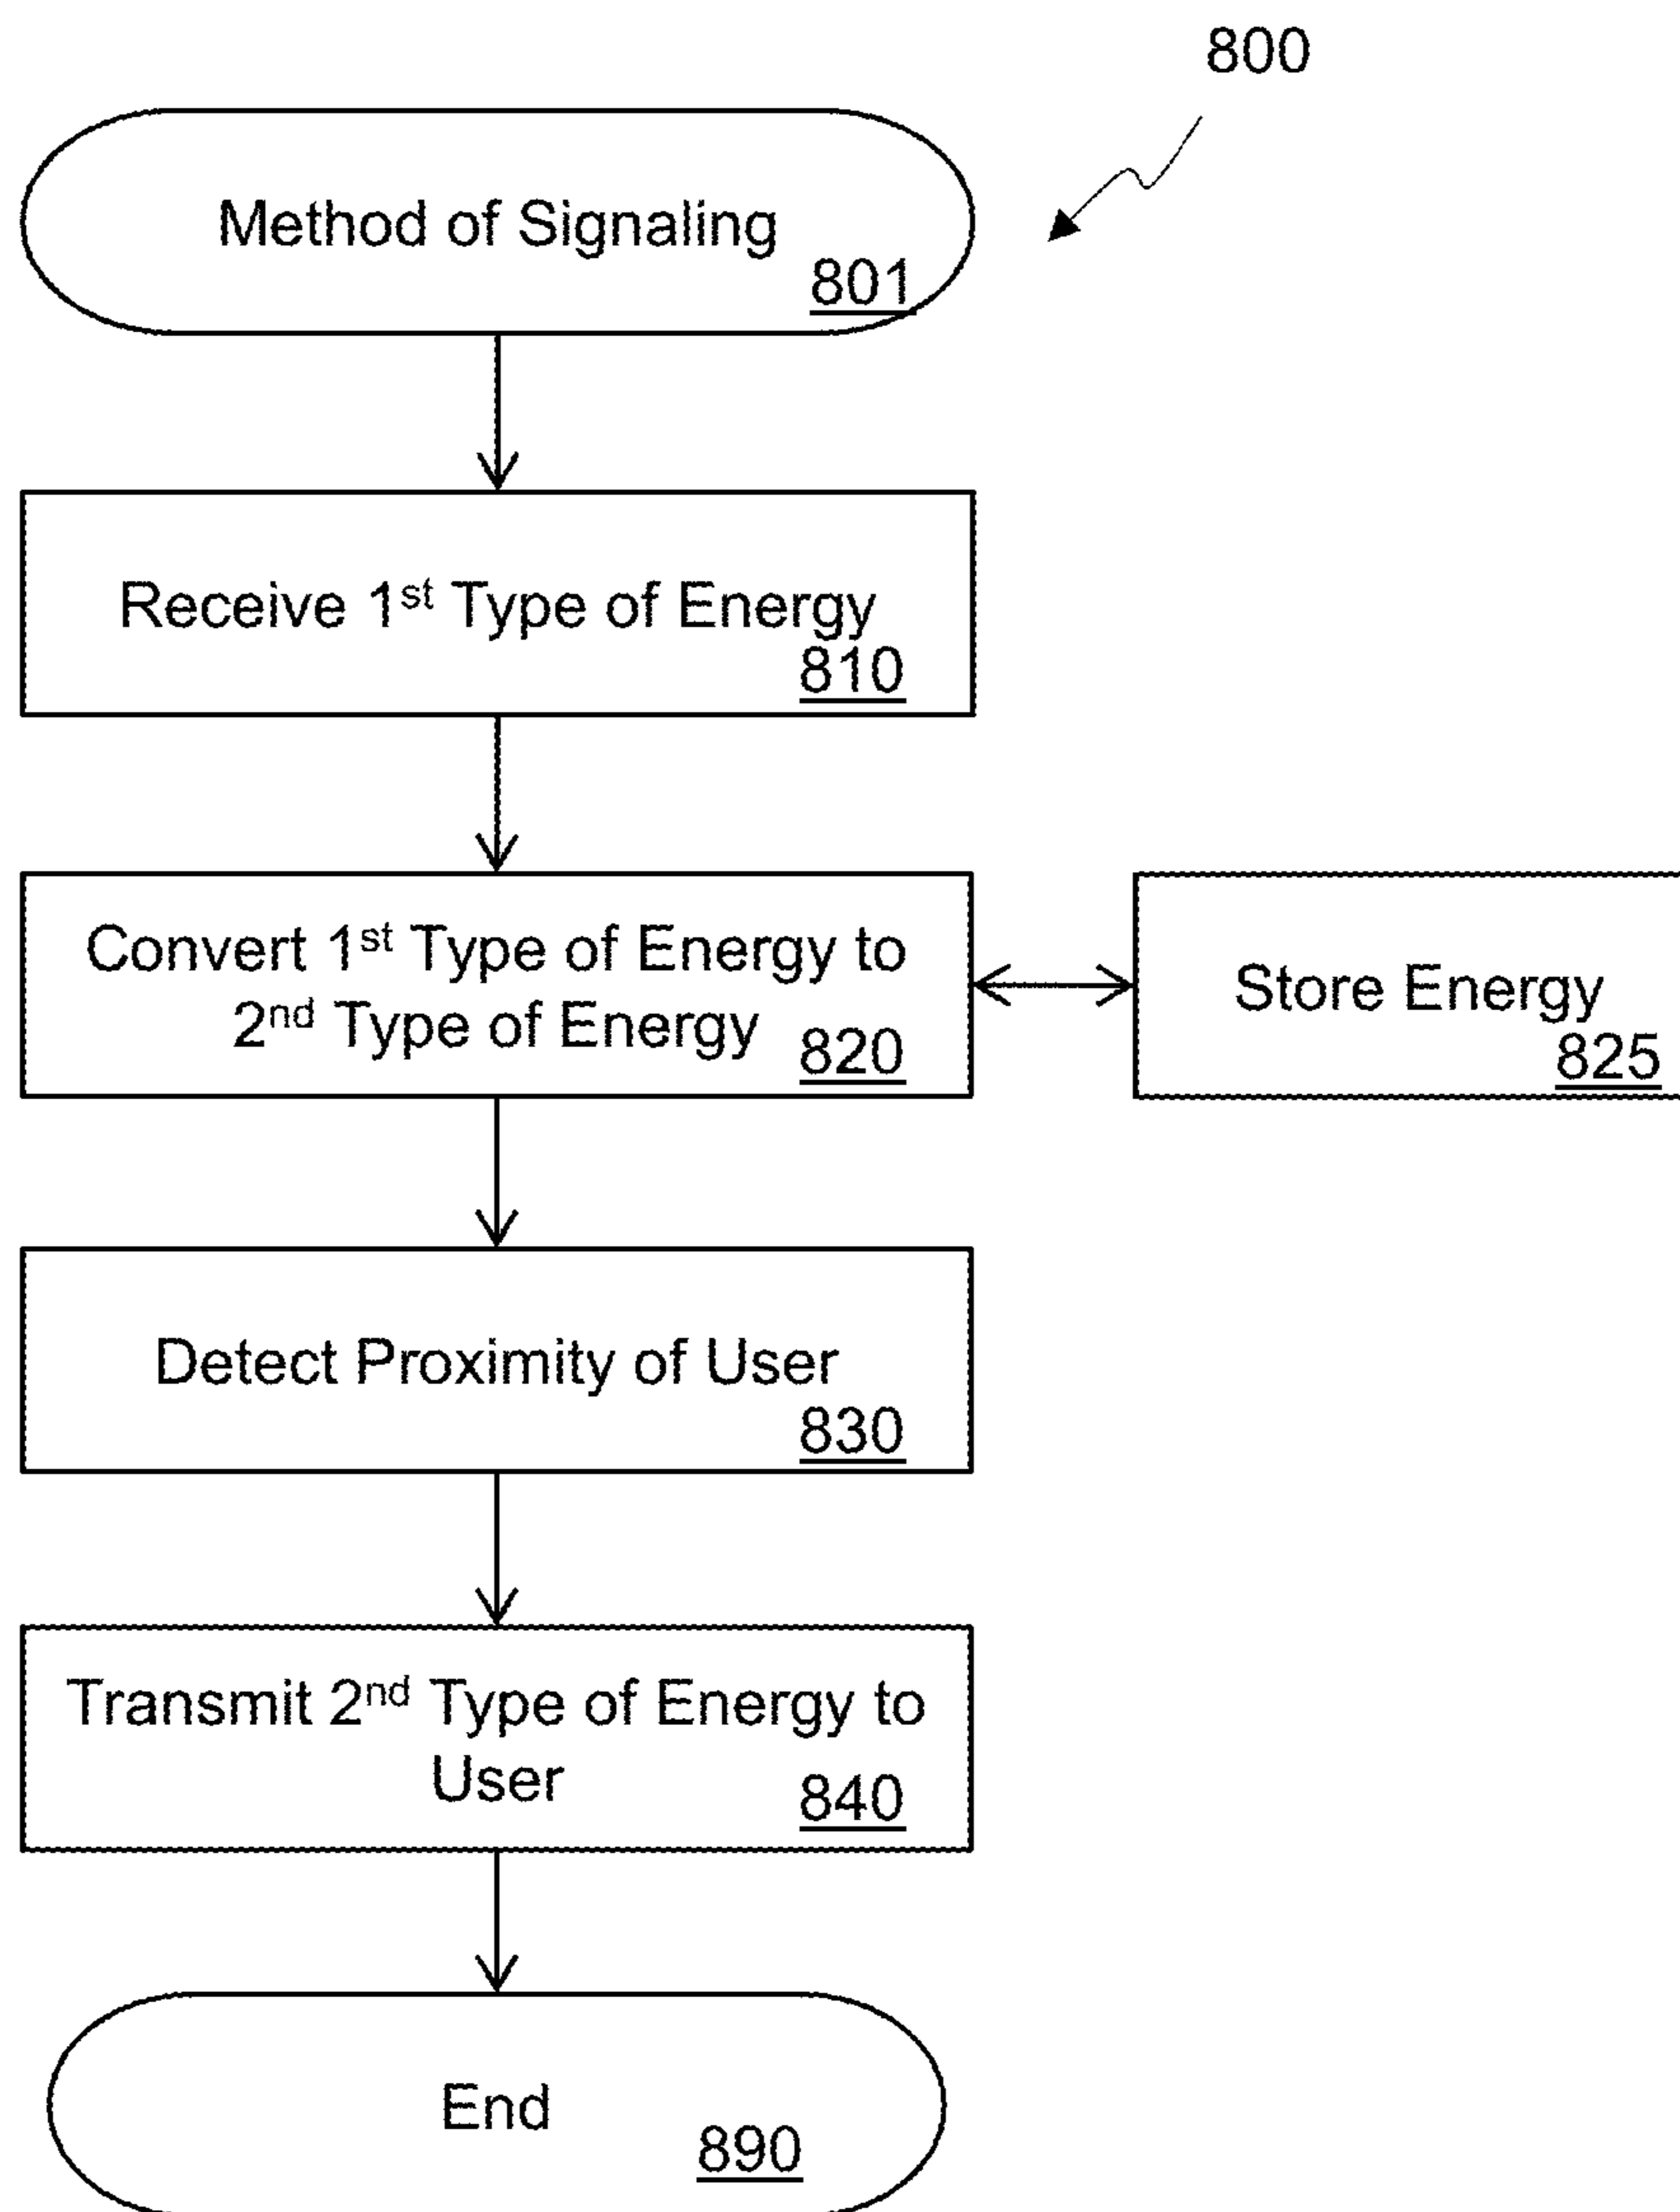 800
Method of Signaling
801
Receive 1st Type of Energy
810
Convert 1st Type of Energy to
2nd Type of Energy
820
Store Energy
825
Detect Proximity of User
830
Transmit 2nd Type of Energy to
User
840
End
890